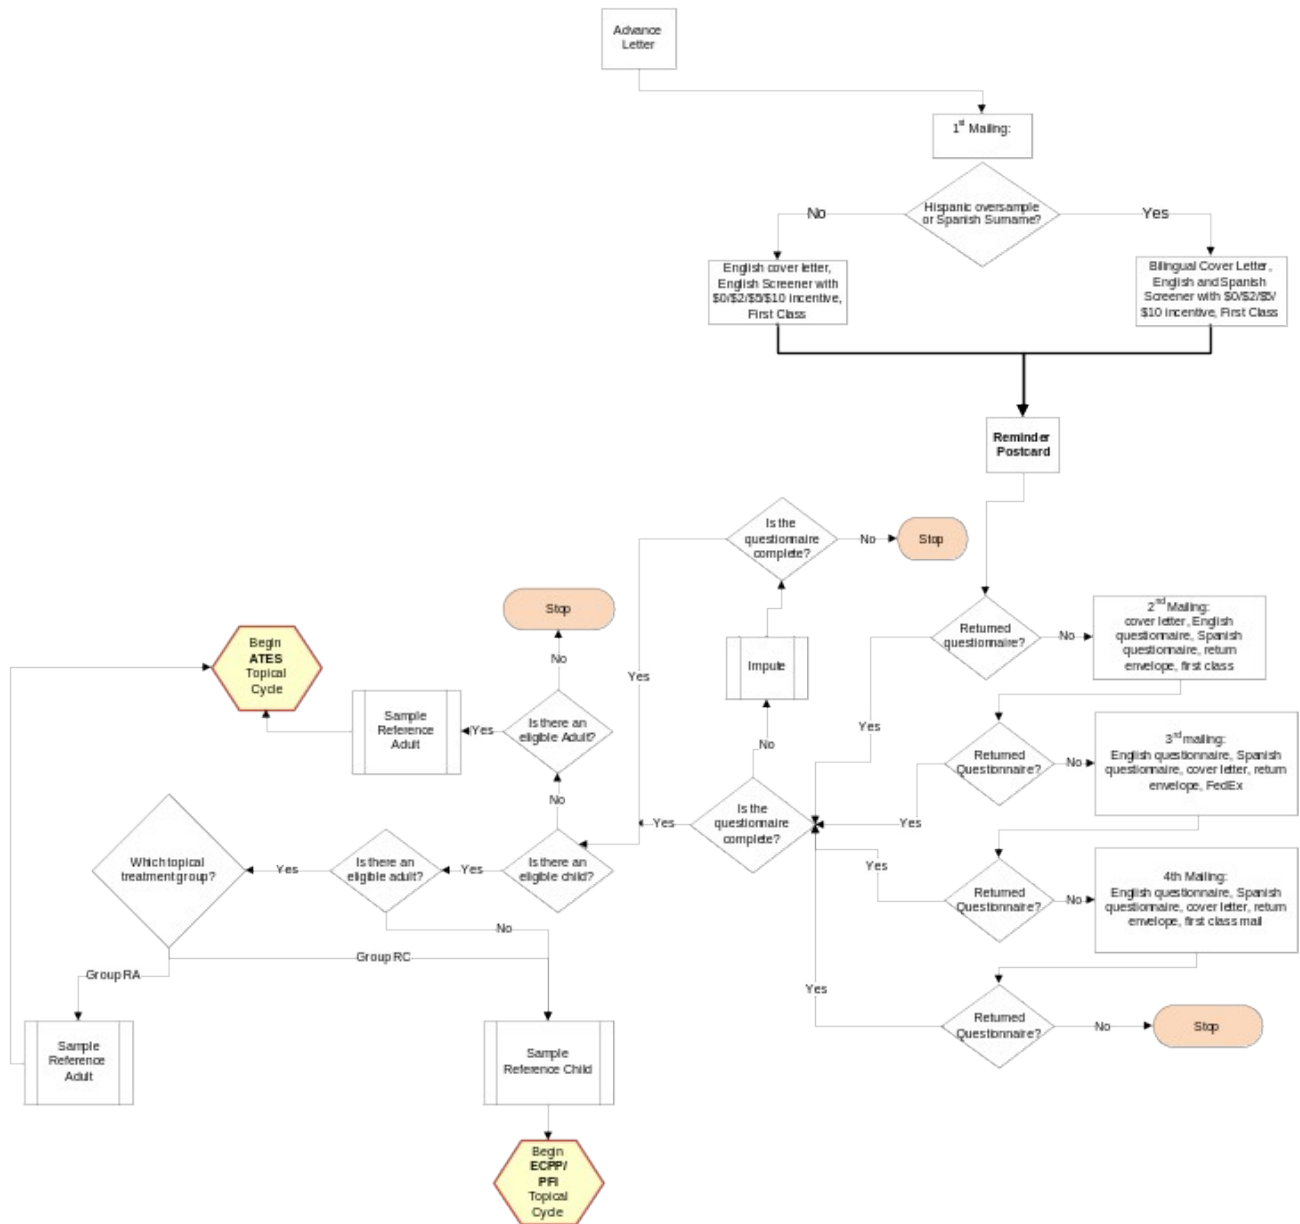 Advance
Letter
1st Mailing:
Hispanic oversample
or Spanish Surname?
No
Yes
English cover letter,
English Screener with
$0/$2/$5/$10 incentive,
First Class
Bilingual Cover Letter,
English and Spanish
Screener with $0/$2/$5/
$10 incentive, First Class
Reminder
Postcard
Is the
questionnaire
complete?
No
Stop
Returned
questionnaire?
No
2nd Mailing:
cover letter, English
questionnaire, Spanish
questionnaire, return
envelope, first class
Yes
Stop
No
Begin
ATES
Topical
Cycle
Impute
Yes
Sample
Reference
Adult
Yes
Is there an
eligible Adult?
No
Returned
Questionnaire?
No
3rd mailing:
English questionnaire, Spanish
questionnaire, cover letter, return
envelope, FedEx
Yes
No
Is the
questionnaire
complete?
Yes
Which topical
treatment group?
Yes
Is there an
eligible adult?
Yes
Is there an
eligible child?
Yes
Returned
Questionnaire?
No
4th Mailing:
English questionnaire, Spanish
questionnaire, cover letter, return
envelope, first class mail
No
Group RC
Group RA
Yes
Returned
Questionnaire?
No
Stop
Sample
Reference
Adult
Sample
Reference Child
Begin
ECPP/
PFI
Topical
Cycle